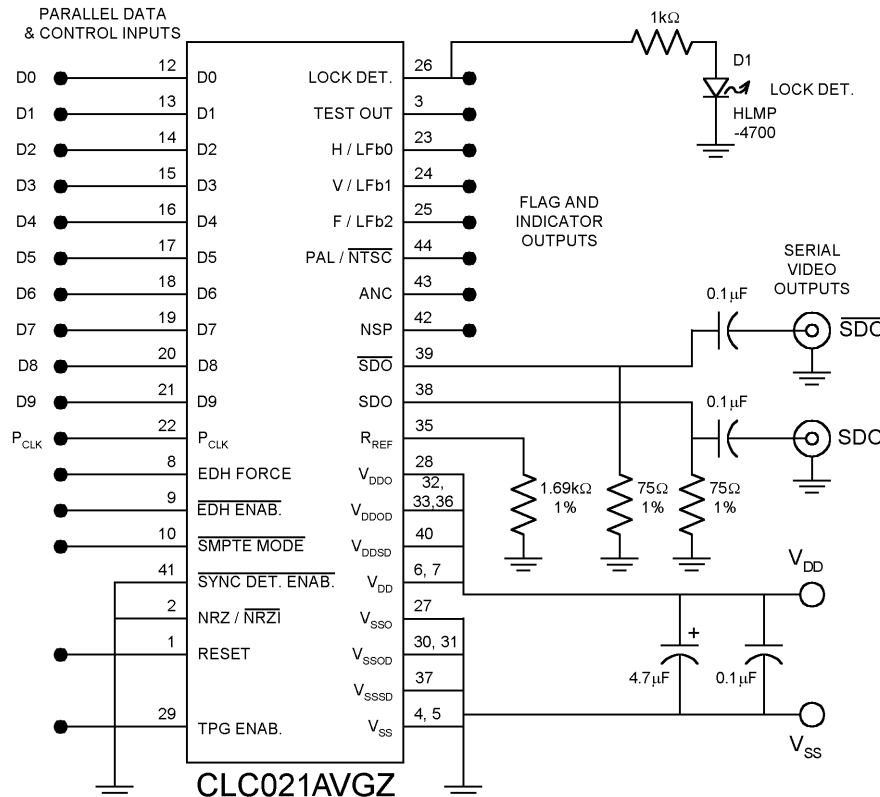 PARALLEL DATA
& CONTROL INPUTS
D0 12 D0
D1 13 D1
D2 14 D2
D3 15 D3
D4 16 D4
D5 17 D5
D6 18 D6
D7 19 D7
D8 20 D8
D9 21 D9
PCLK 22 PCLK
8 EDH FORCE
9 EDH ENAB.
10 SMPTE MODE
41 SYNC DET. ENAB.
2 NRZ / NRZI
1 RESET
29 TPG ENAB.
LOCK DET. 26
TEST OUT 3
H / LFb0 23
V / LFb1 24
F / LFb2 25
PAL / NTSC 44
ANC 43
NSP 42
SDO 39
SDO 38
RREF 35
VDDO 28
VDDOD 32,
33,36
VDDSD 40
VDD 6, 7
VSSO 27
VSSOD 30, 31
VSSSD 37
VSS 4, 5
CLC021AVGZ
1kΩ
D1
LOCK DET.
HLMP
-4700
FLAG AND
INDICATOR
OUTPUTS
SERIAL
VIDEO
OUTPUTS
0.1μF
SDO
0.1μF
SDO
1.69kΩ
1%
75Ω
1%
75Ω
1%
VDD
+
4.7μF
0.1μF
VSS